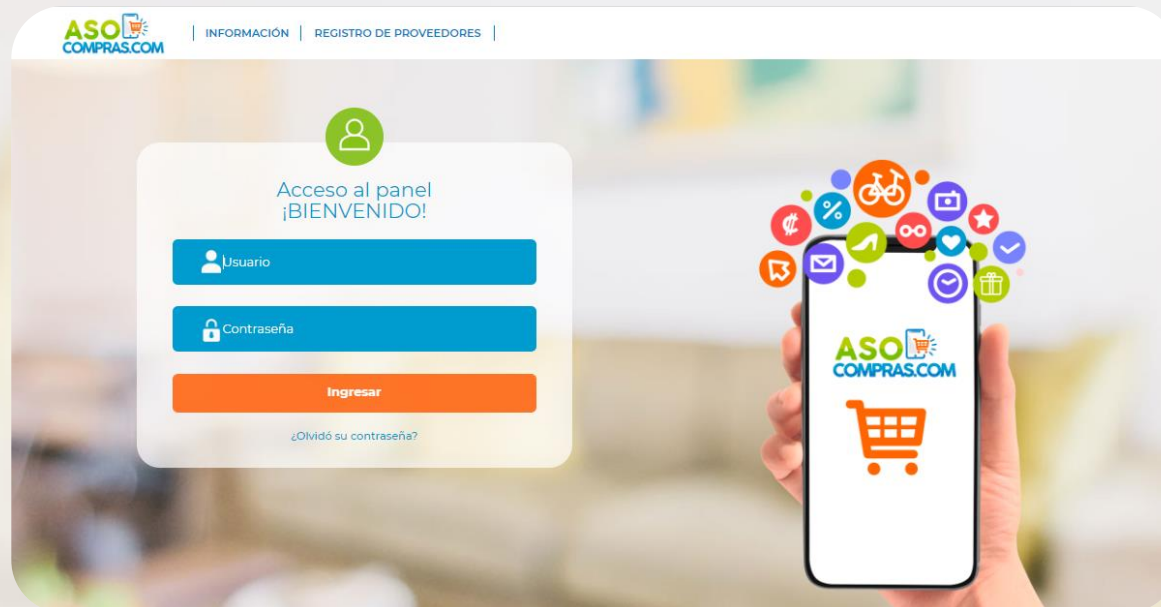 ASO
COMPRAS.COM
INFORMACIÓN
REGISTRO DE PROVEEDORES
Acceso al panel
¡BIENVENIDO!
Usuario
Contraseña
Ingresar
¿Olvidó su contraseña?
ASO
COMPRAS.COM